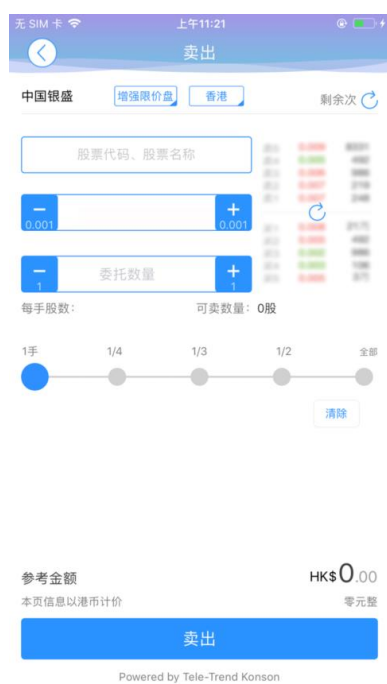 无 SIM 卡 上午11:21
卖出
中国银盛 增强限价盘 香港 剩余次
股票代码、股票名称
− +
0.001 0.001
− 委托数量 +
1 1
每手股数： 可卖数量： 0股
1手 1/4 1/3 1/2 全部
清除
参考金额 HK$0.00
本页信息以港币计价 零元整
卖出
Powered by Tele-Trend Konson